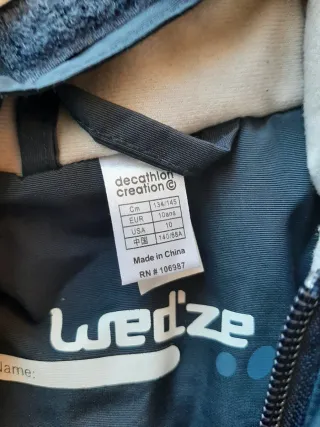 decathlon
creation ©
Cm 134/145
EUR 10ans
USA 10
中国 140/68A
Made in China
RN # 106987
wed'ze
Name: